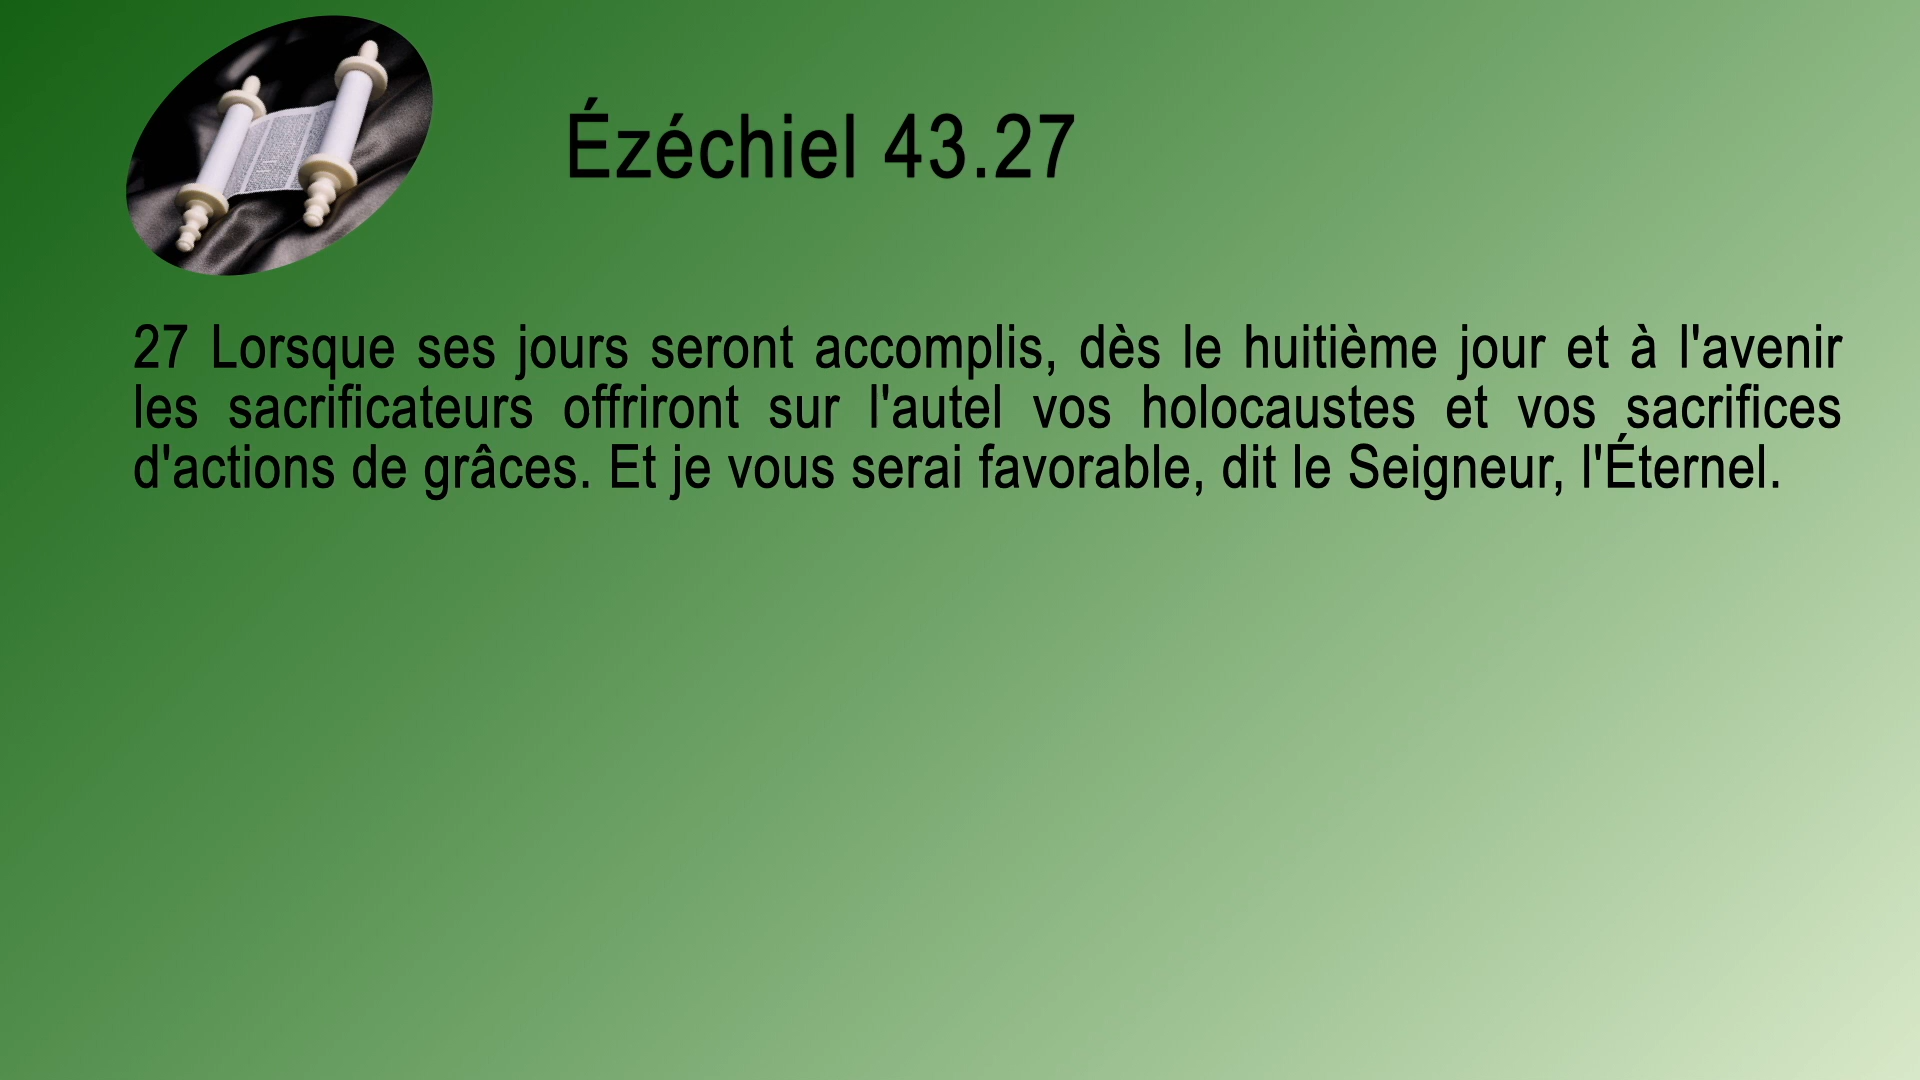 Ézéchiel 43.27
27 Lorsque ses jours seront accomplis, dès le huitième jour et à l'avenir
les sacrificateurs offriront sur l'autel vos holocaustes et vos sacrifices
d'actions de grâces. Et je vous serai favorable, dit le Seigneur, l'Éternel.